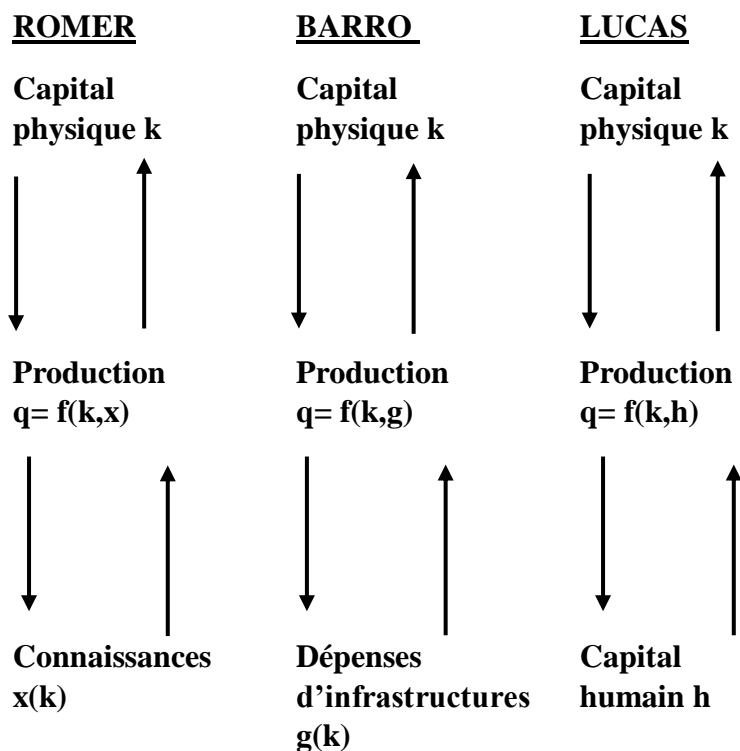 ROMER
Capital
physique k
Production
q= f(k,x)
Connaissances
x(k)
BARRO
Capital
physique k
Production
q= f(k,g)
Dépenses
d’infrastructures
g(k)
LUCAS
Capital
physique k
Production
q= f(k,h)
Capital
humain h